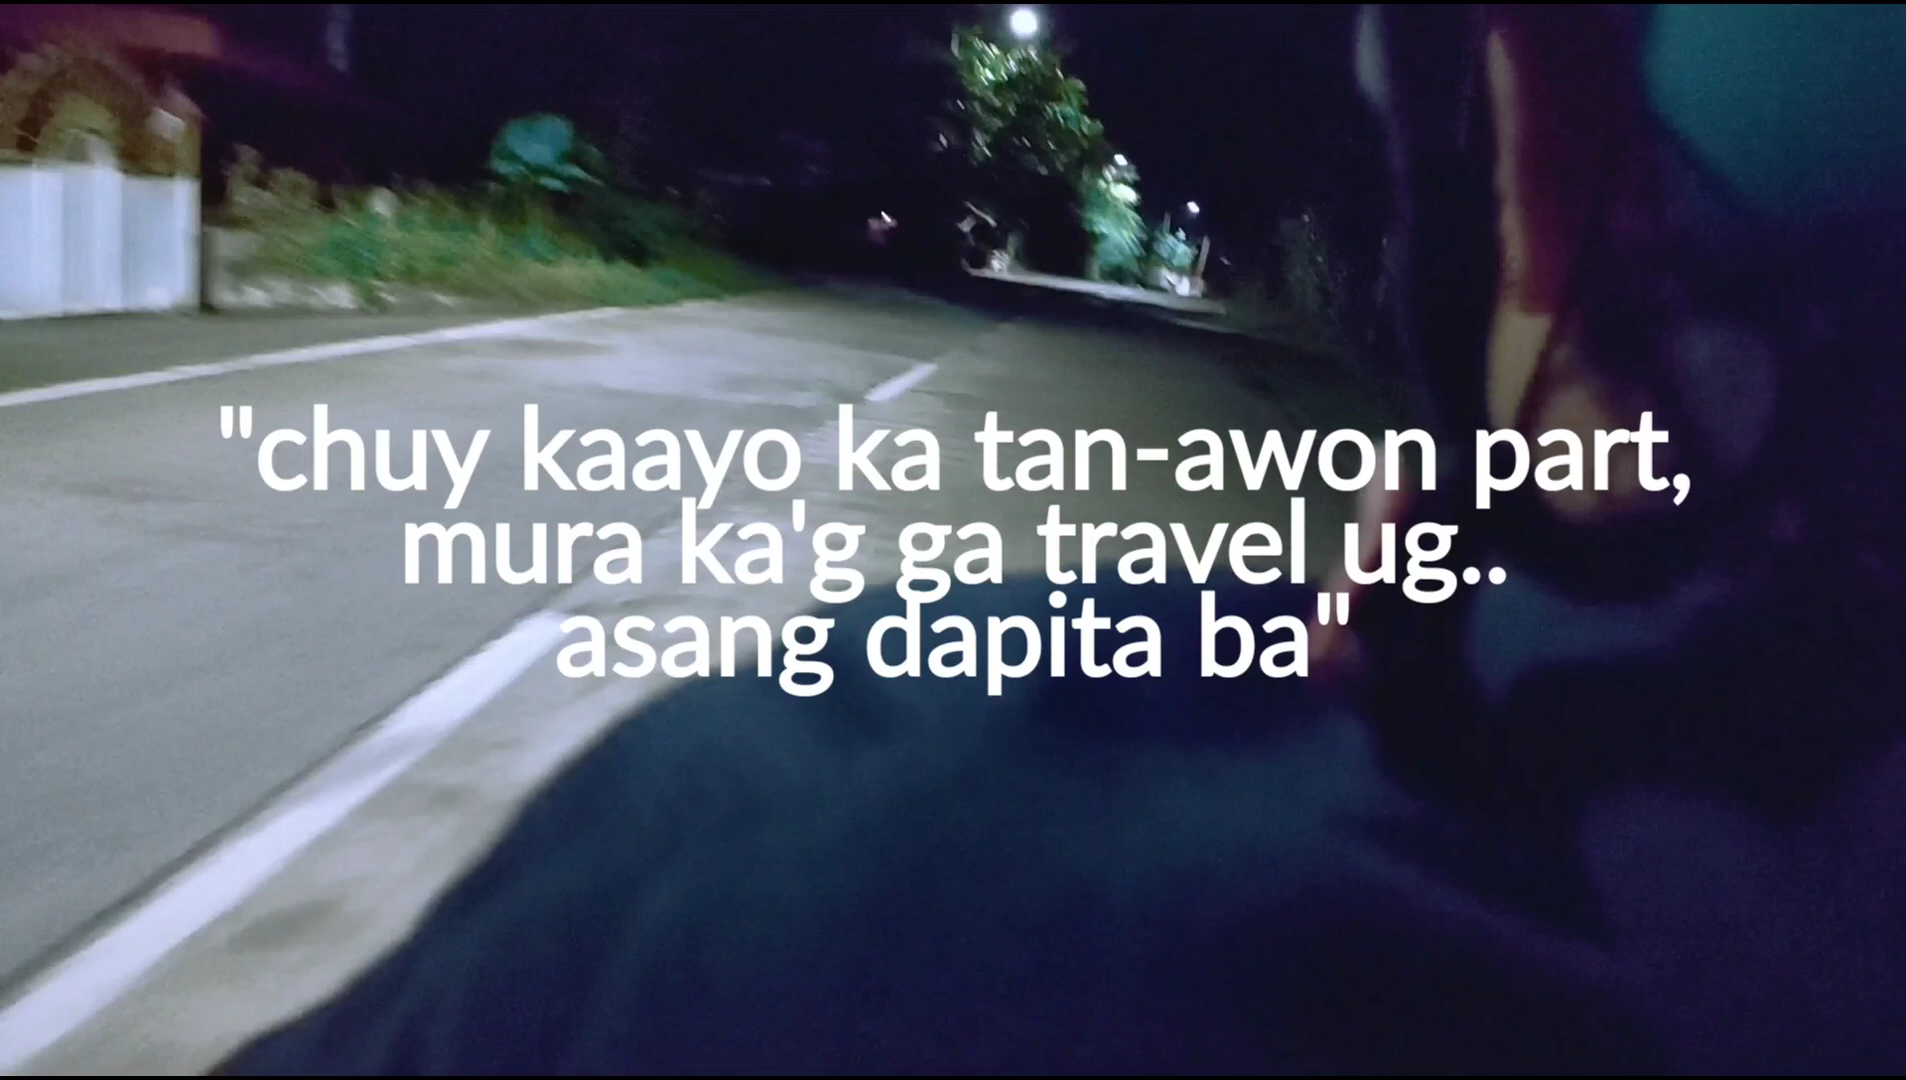 "chuy kaayo ka tan-awon part,
mura ka'g ga travel ug..
asang dapita ba"